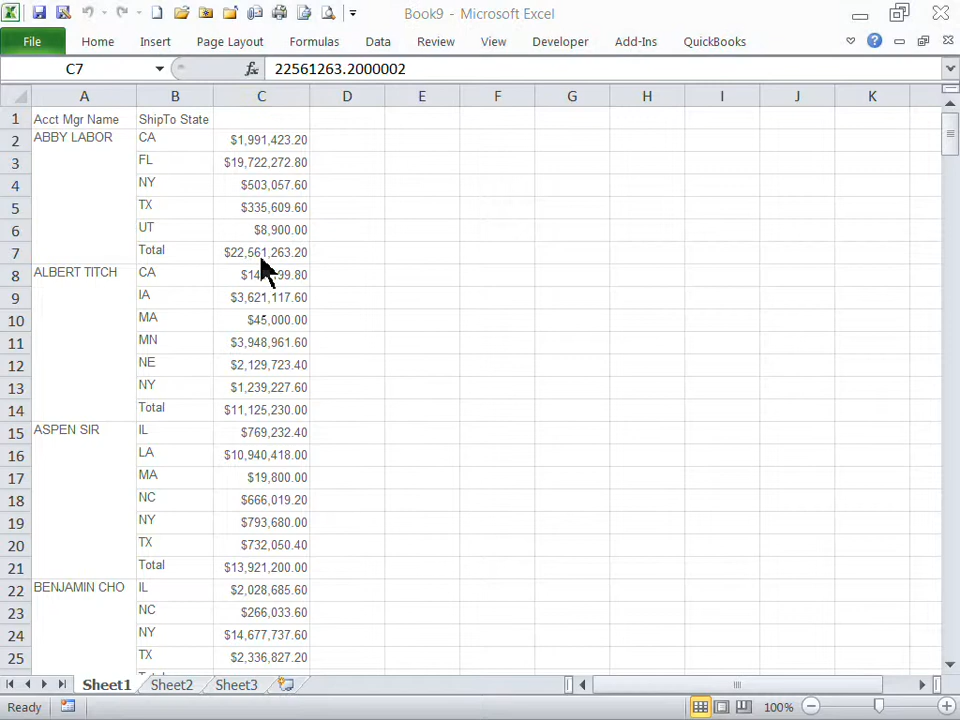 Book9 - Microsoft Excel
File Home Insert Page Layout Formulas Data Review View Developer Add-Ins QuickBooks
C7 fx 22561263.2000002
A B C D E F G H I J K
1 Acct Mgr Name ShipTo State
2 ABBY LABOR CA $1,991,423.20
3 FL $19,722,272.80
4 NY $503,057.60
5 TX $335,609.60
6 UT $8,900.00
7 Total $22,561,263.20
8 ALBERT TITCH CA
9 IA $3,621,117.60
10 MA $45,000.00
11 MN $3,948,961.60
12 NE $2,129,723.40
13 NY $1,239,227.60
14 Total $11,125,230.00
15 ASPEN SIR IL $769,232.40
16 LA $10,940,418.00
17 MA $19,800.00
18 NC $666,019.20
19 NY $793,680.00
20 TX $732,050.40
21 Total $13,921,200.00
22 BENJAMIN CHO IL $2,028,685.60
23 NC $266,033.60
24 NY $14,677,737.60
25 TX $2,336,827.20
Sheet1 Sheet2 Sheet3
Ready 100%